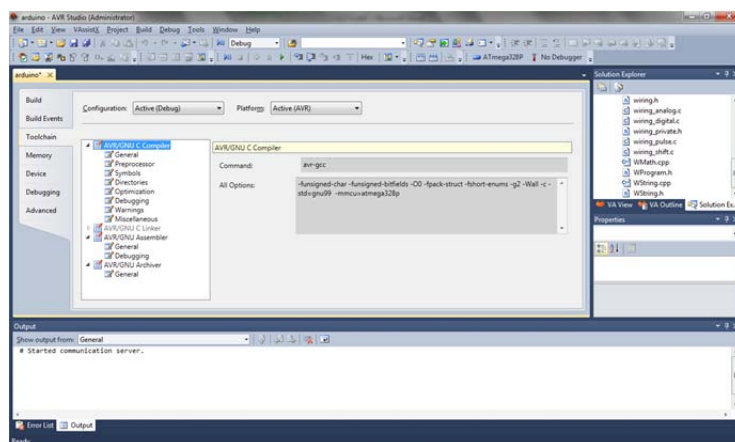 arduino - AVR Studio (Administrator)
File Edit View VAssistX Project Build Debug Tools Window Help
Debug
Hex
ATmega328P No Debugger
arduino*
Build
Build Events
Toolchain
Memory
Device
Debugging
Advanced
Configuration: Active (Debug)
Platform: Active (AVR)
AVR/GNU C Compiler
General
Preprocessor
Symbols
Directories
Optimization
Debugging
Warnings
Miscellaneous
AVR/GNU C Linker
AVR/GNU Assembler
General
Debugging
AVR/GNU Archiver
General
AVR/GNU C Compiler
Command: avr-gcc
All Options: -funsigned-char -funsigned-bitfields -O0 -fpack-struct -fshort-enums -g2 -Wall -c -
std=gnu99 -mmcu=atmega328p
Solution Explorer
wiring.h
wiring_analog.c
wiring_digital.c
wiring_private.h
wiring_pulse.c
wiring_shift.c
WMath.cpp
WProgram.h
WString.cpp
WString.h
VA View VA Outline Solution Ex...
Properties
Output
Show output from: General
# Started communication server.
Error List Output
Ready